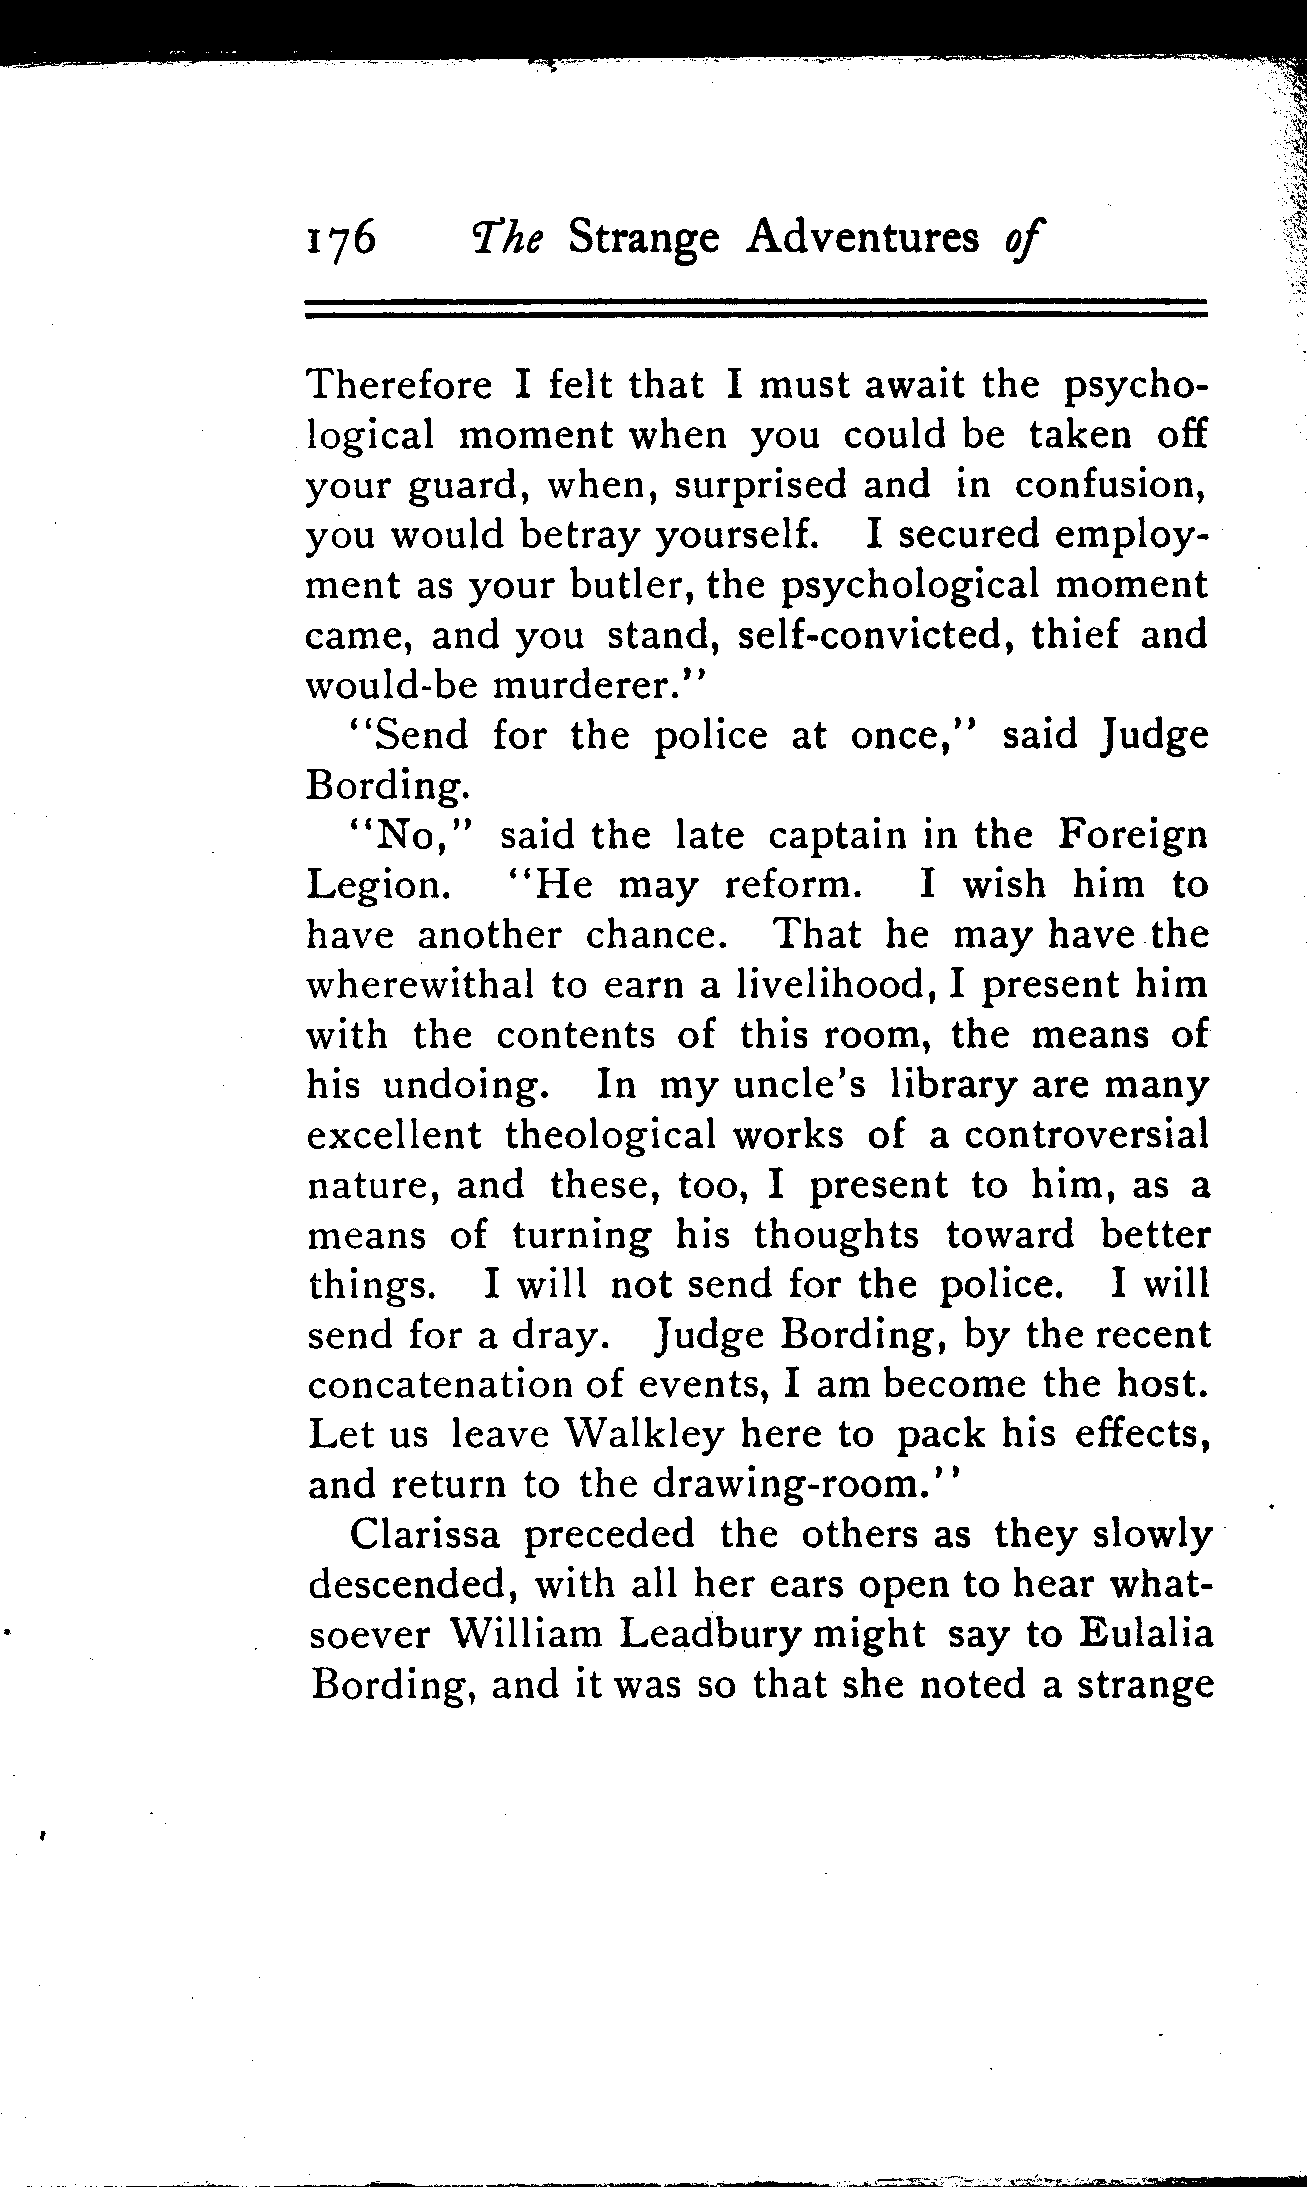 176 The Strange Adventures of
Therefore I felt that I must await the psycho-
logical moment when you could be taken off
your guard, when, surprised and in confusion,
you would betray yourself. I secured employ-
ment as your butler, the psychological moment
came, and you stand, self-convicted, thief and
would-be murderer."
"Send for the police at once," said Judge
Bording.
"No," said the late captain in the Foreign
Legion. "He may reform. I wish him to
have another chance. That he may have the
wherewithal to earn a livelihood, I present him
with the contents of this room, the means of
his undoing. In my uncle's library are many
excellent theological works of a controversial
nature, and these, too, I present to him, as a
means of turning his thoughts toward better
things. I will not send for the police. I will
send for a dray. Judge Bording, by the recent
concatenation of events, I am become the host.
Let us leave Walkley here to pack his effects,
and return to the drawing-room."
Clarissa preceded the others as they slowly
descended, with all her ears open to hear what-
soever William Leadbury might say to Eulalia
Bording, and it was so that she noted a strange